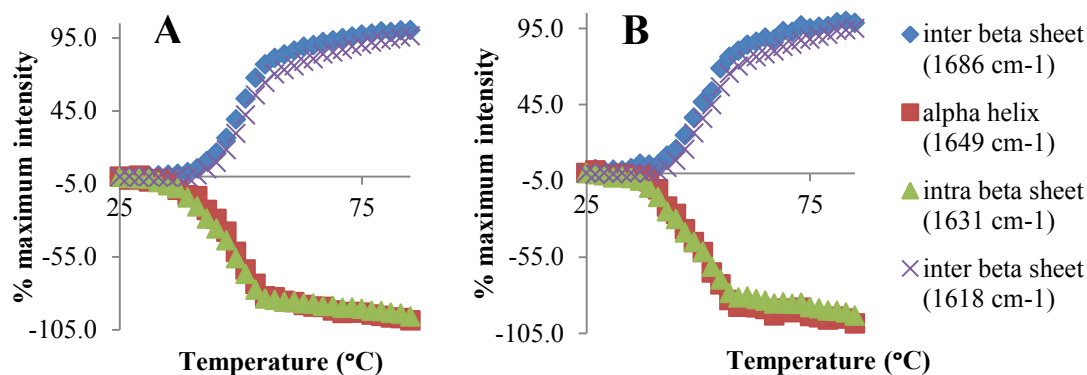 A
% maximum intensity
95.0
45.0
-5.0
-55.0
-105.0
25
75
Temperature (°C)
B
% maximum intensity
95.0
45.0
-5.0
-55.0
-105.0
25
75
Temperature (°C)
inter beta sheet
(1686 cm-1)
alpha helix
(1649 cm-1)
intra beta sheet
(1631 cm-1)
inter beta sheet
(1618 cm-1)